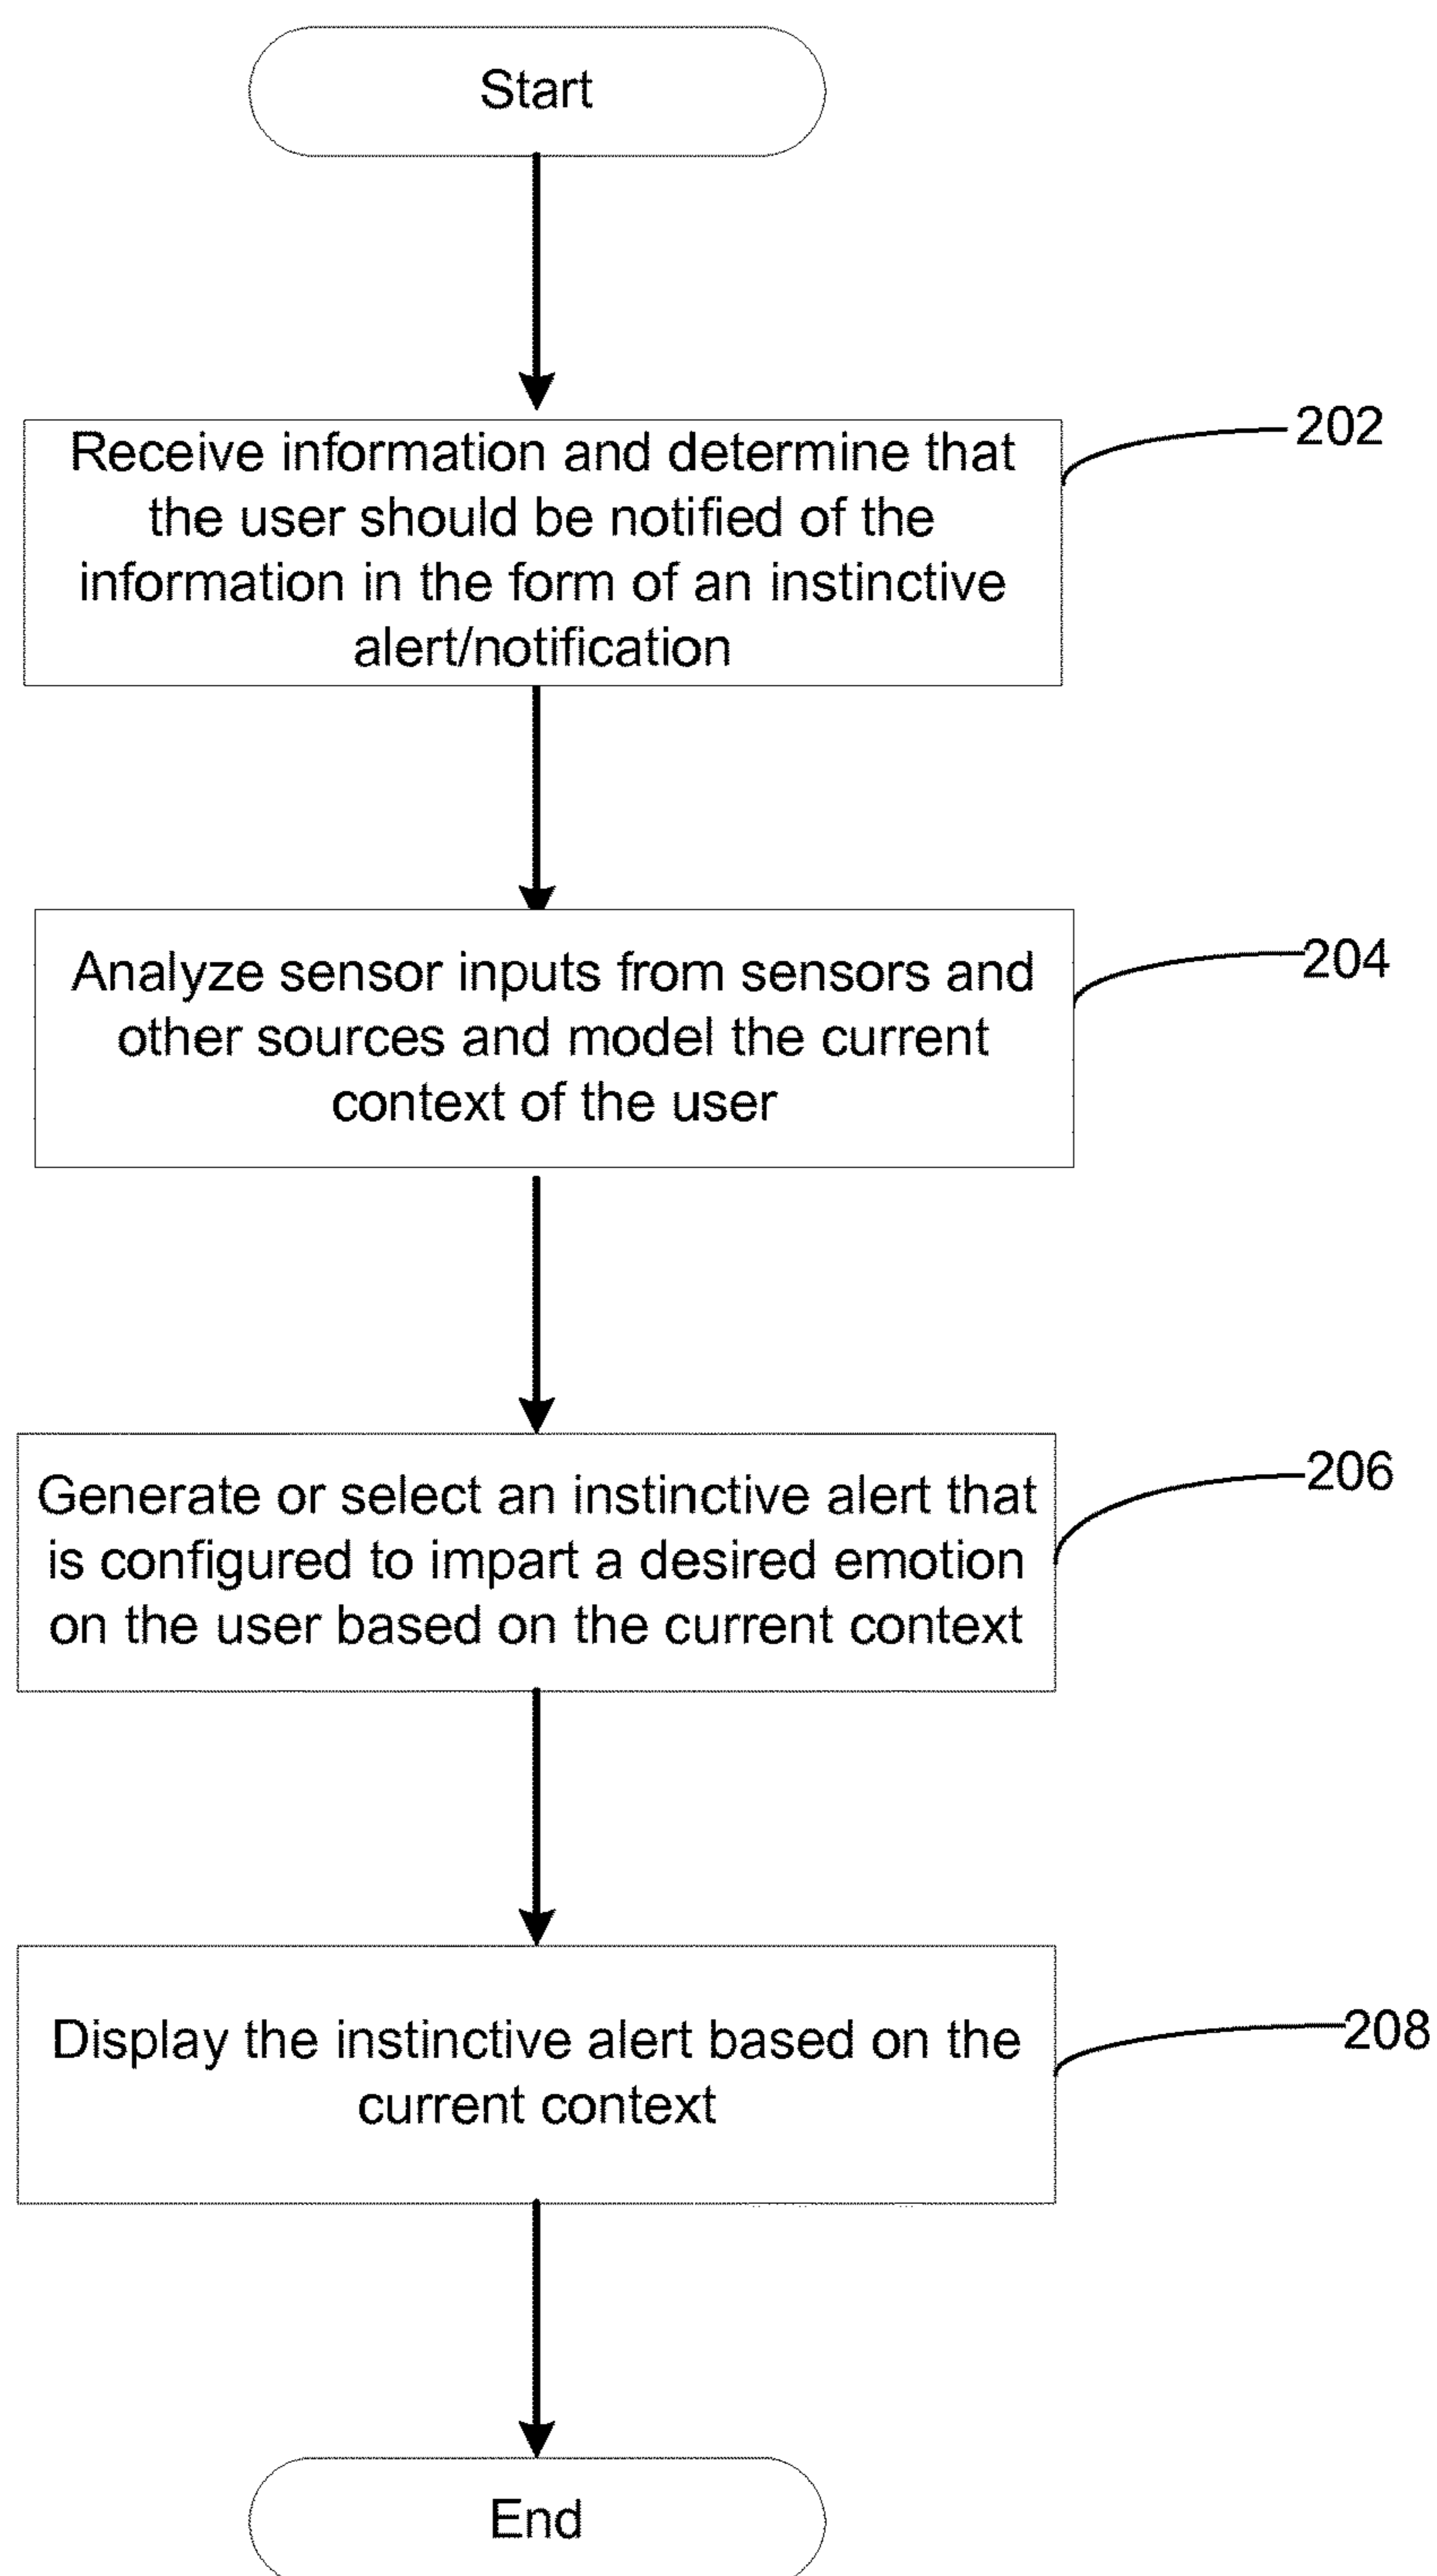 Start
Receive information and determine that
the user should be notified of the
information in the form of an instinctive
alert/notification
202
Analyze sensor inputs from sensors and
other sources and model the current
context of the user
204
Generate or select an instinctive alert that
is configured to impart a desired emotion
on the user based on the current context
206
Display the instinctive alert based on the
current context
208
End